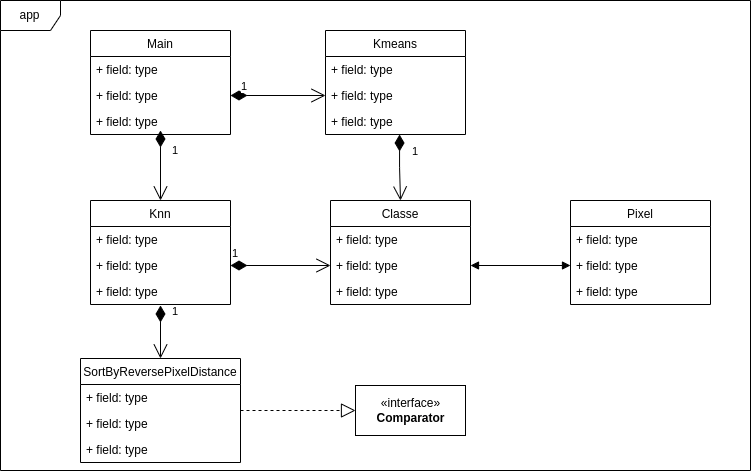 app
Main
+ field: type
+ field: type
+ field: type
1
1
Kmeans
+ field: type
+ field: type
+ field: type
1
Knn
+ field: type
+ field: type
+ field: type
1
1
Classe
+ field: type
+ field: type
+ field: type
Pixel
+ field: type
+ field: type
+ field: type
SortByReversePixelDistance
+ field: type
+ field: type
+ field: type
«interface»
Comparator